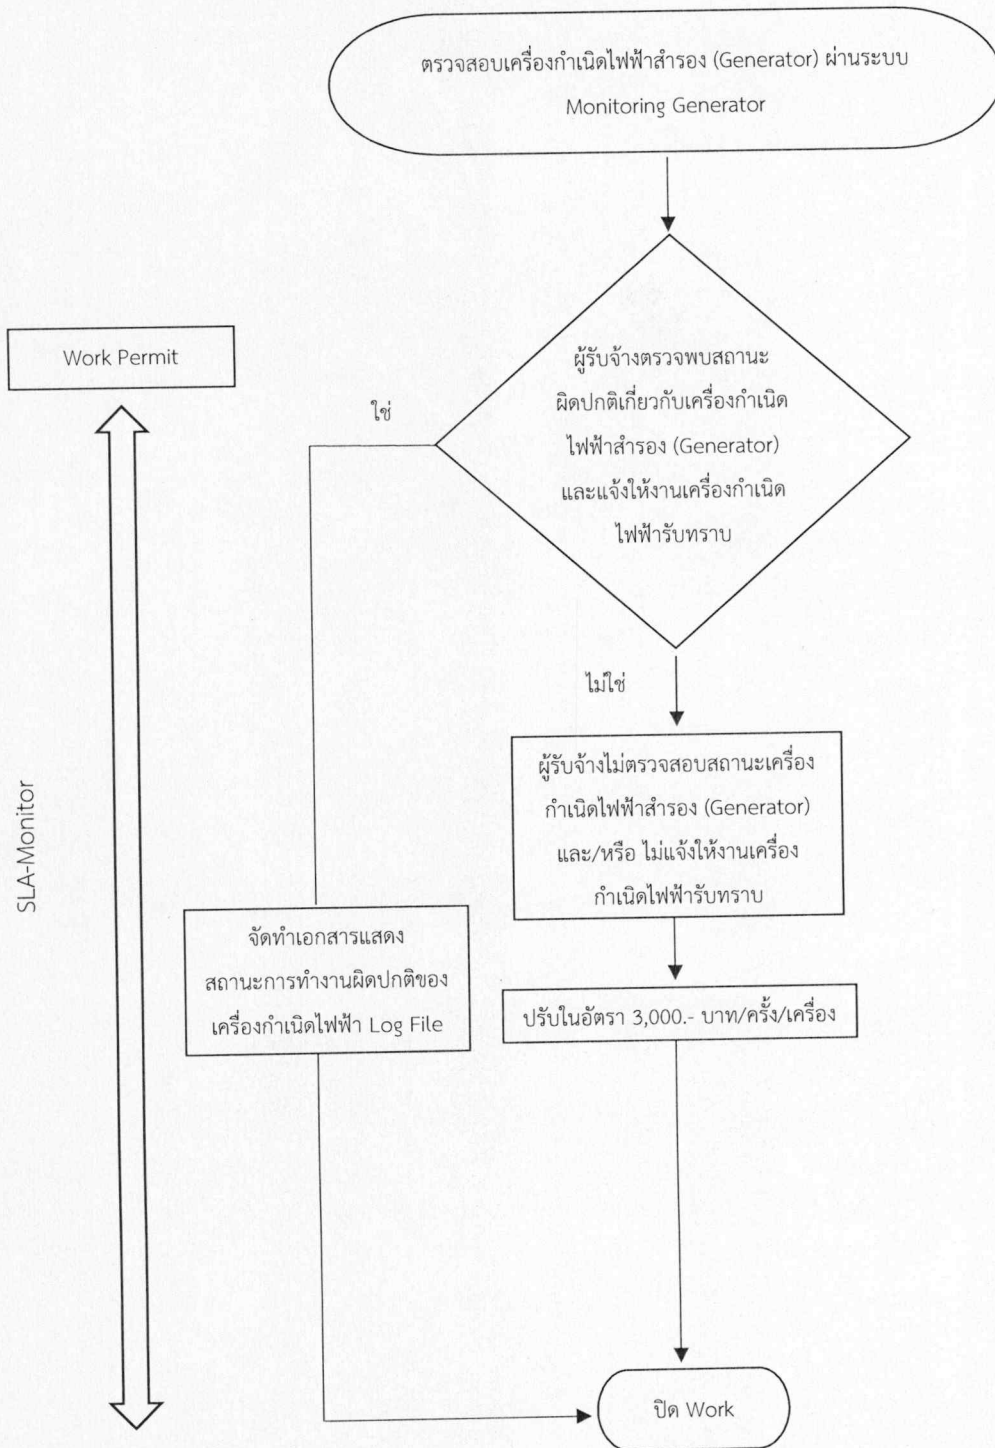 ตรวจสอบเครื่องกำเนิดไฟฟ้าสำรอง (Generator) ผ่านระบบ
Monitoring Generator
Work Permit
ผู้รับจ้างตรวจพบสถานะ
ผิดปกติเกี่ยวกับเครื่องกำเนิด
ไฟฟ้าสำรอง (Generator)
และแจ้งให้งานเครื่องกำเนิด
ไฟฟ้ารับทราบ
ใช่
ไม่ใช่
ผู้รับจ้างไม่ตรวจสอบสถานะเครื่อง
กำเนิดไฟฟ้าสำรอง (Generator)
และ/หรือ ไม่แจ้งให้งานเครื่อง
กำเนิดไฟฟ้ารับทราบ
SLA-Monitor
จัดทำเอกสารแสดง
สถานะการทำงานผิดปกติของ
เครื่องกำเนิดไฟฟ้า Log File
ปรับในอัตรา 3,000.- บาท/ครั้ง/เครื่อง
ปิด Work